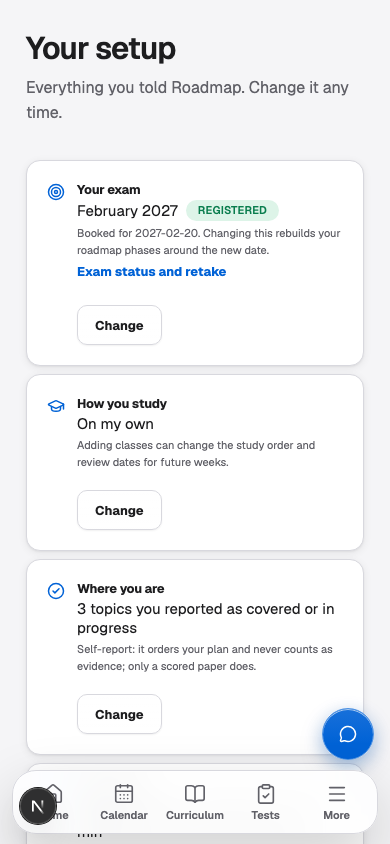 Your setup
Everything you told Roadmap. Change it any
time.
Your exam
February 2027 REGISTERED
Booked for 2027-02-20. Changing this rebuilds your
roadmap phases around the new date.
Exam status and retake
Change
How you study
On my own
Adding classes can change the study order and
review dates for future weeks.
Change
Where you are
3 topics you reported as covered or in
progress
Self-report: it orders your plan and never counts as
evidence; only a scored paper does.
Change
N
Calendar
Curriculum
Tests
More